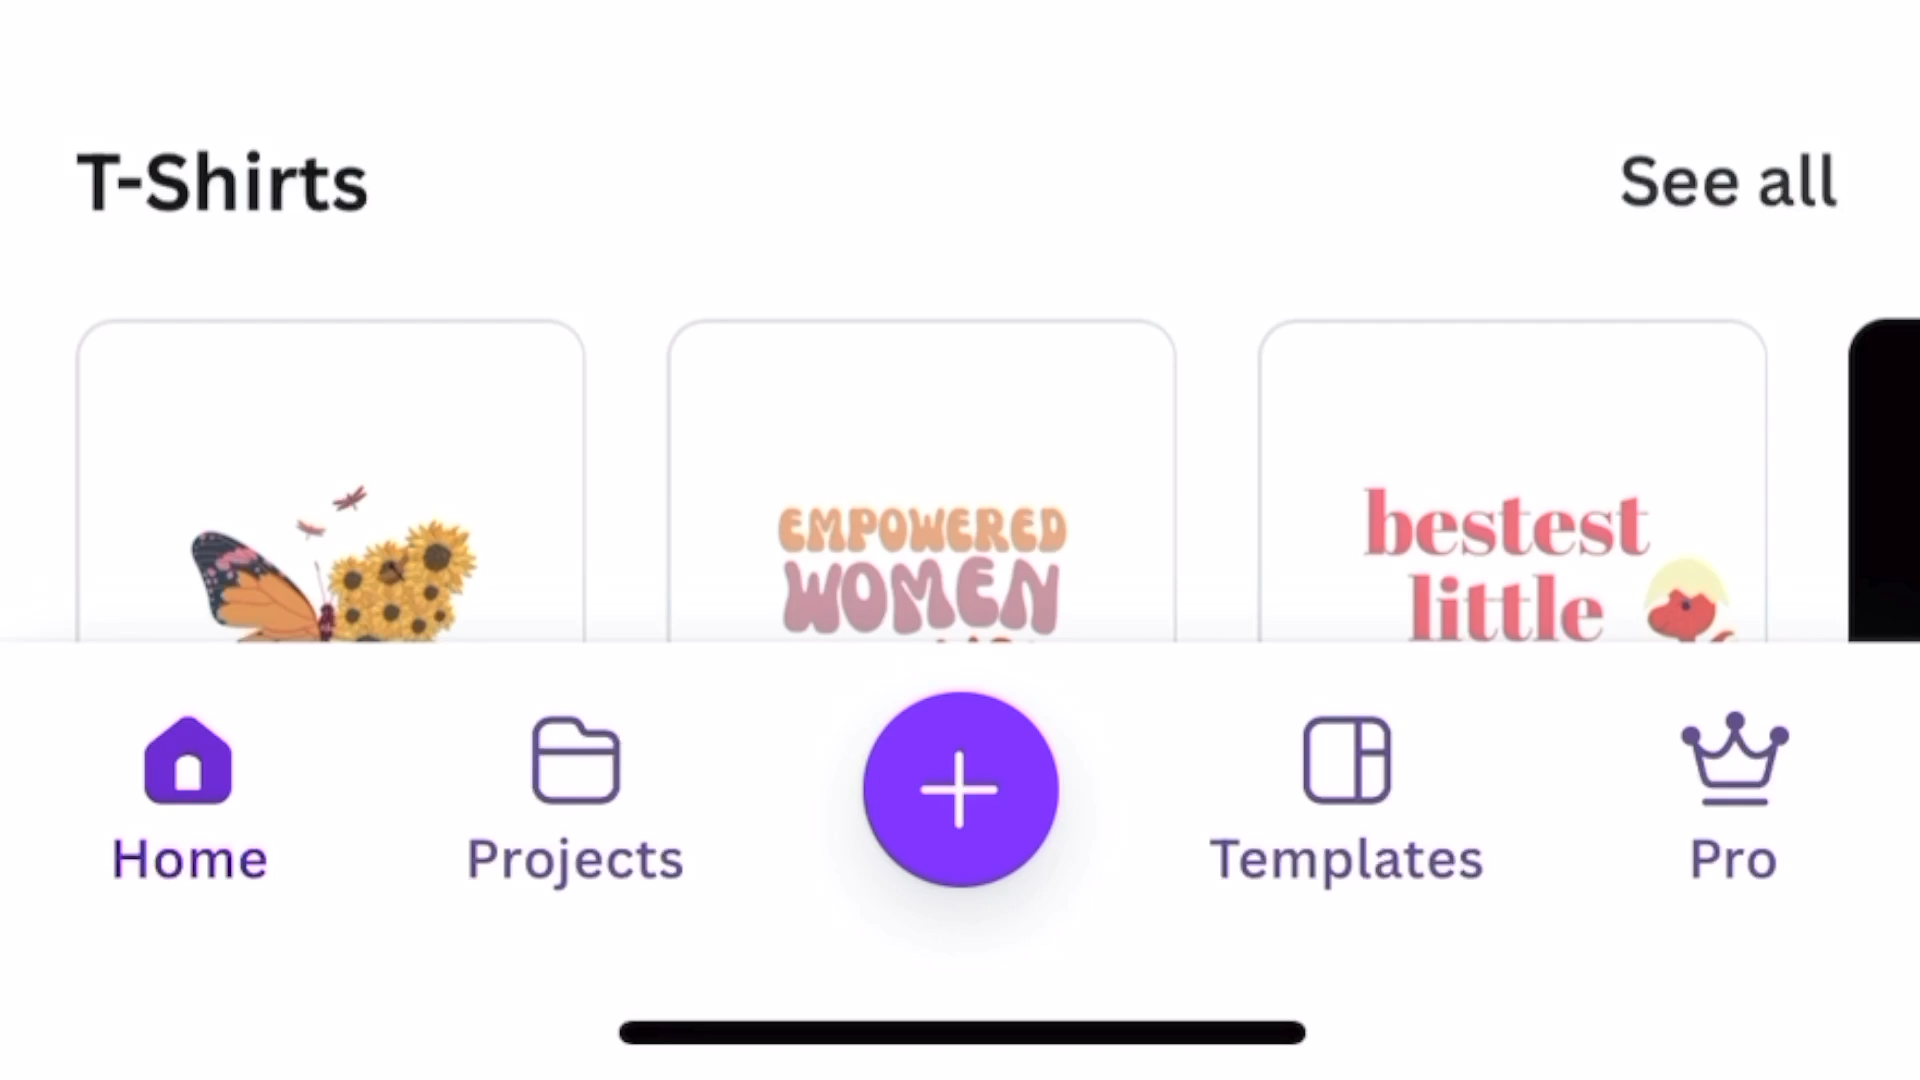 T-Shirts
See all
EMPOWERED
WOMEN
bestest
little
Home
Projects
Templates
Pro